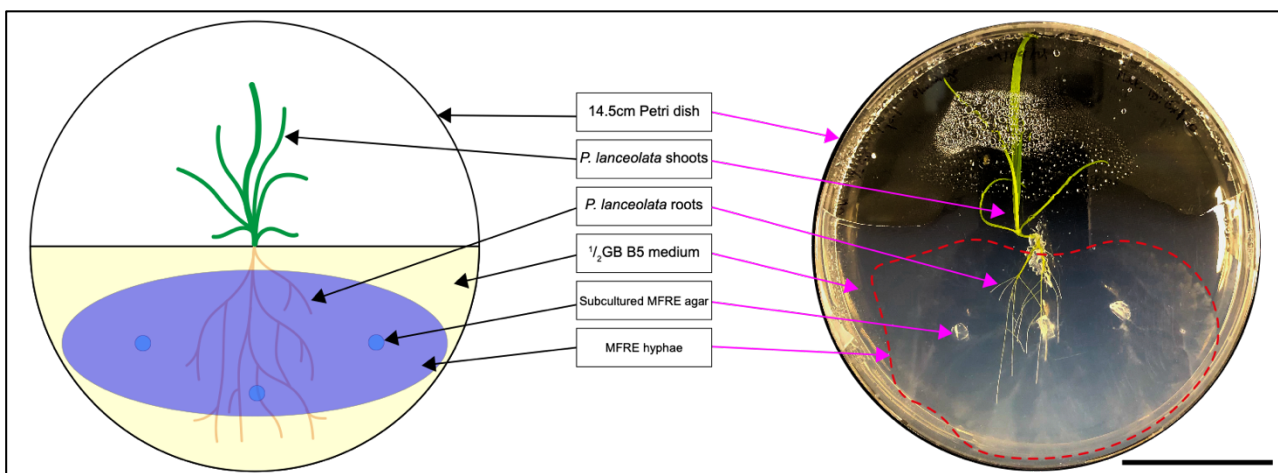 14.5cm Petri dish
P. lanceolata shoots
P. lanceolata roots
¹/₂GB B5 medium
Subcultured MFRE agar
MFRE hyphae